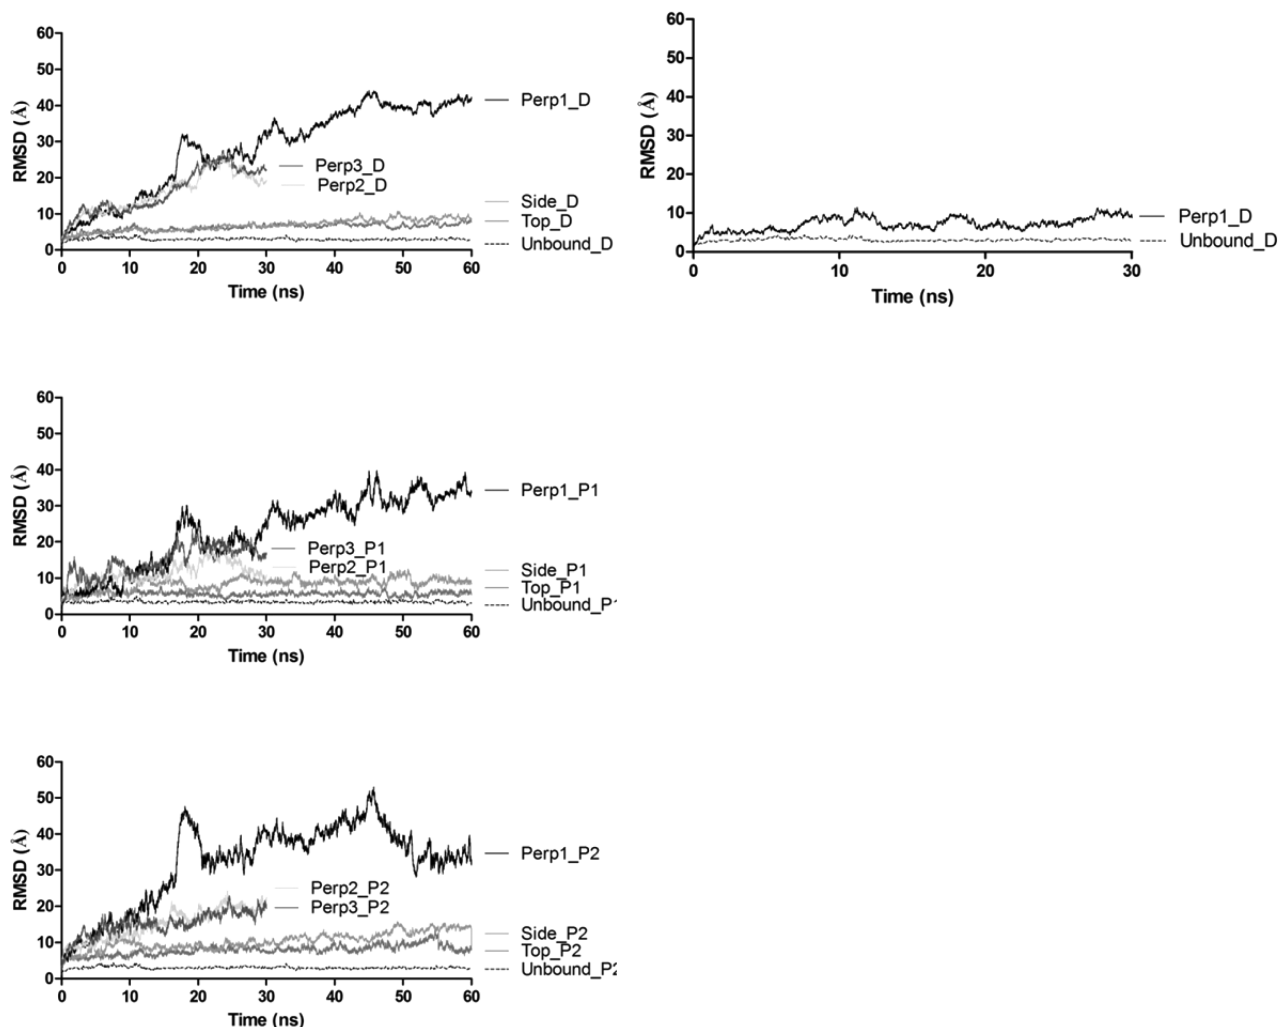 60
50
40
30
20
10
0
RMSD (Å)
0 10 20 30 40 50 60
Time (ns)
Perp1_D
Perp3_D
Perp2_D
Side_D
Top_D
Unbound_D
60
50
40
30
20
10
0
RMSD (Å)
0 10 20 30
Time (ns)
Perp1_D
Unbound_D
60
50
40
30
20
10
0
RMSD (Å)
0 10 20 30 40 50 60
Time (ns)
Perp1_P1
Perp3_P1
Perp2_P1
Side_P1
Top_P1
Unbound_P1
60
50
40
30
20
10
0
RMSD (Å)
0 10 20 30 40 50 60
Time (ns)
Perp1_P2
Perp2_P2
Perp3_P2
Side_P2
Top_P2
Unbound_P2